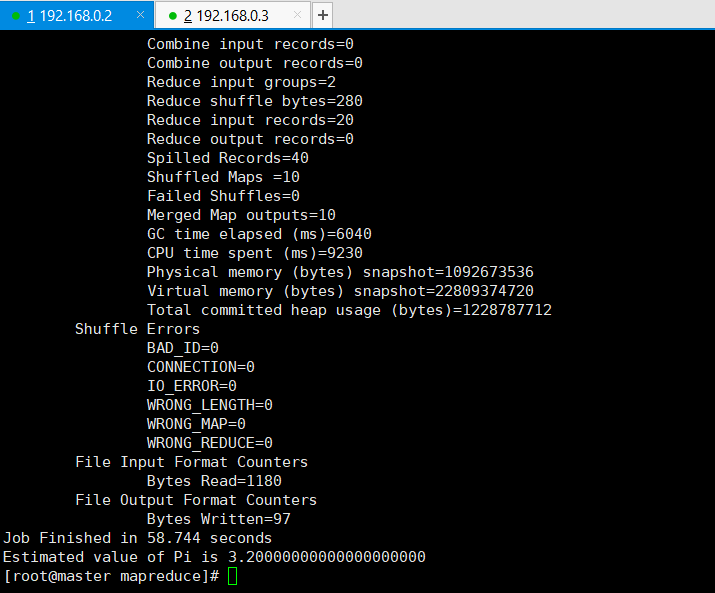 1 192.168.0.2 × 2 192.168.0.3 × +
Combine input records=0
Combine output records=0
Reduce input groups=2
Reduce shuffle bytes=280
Reduce input records=20
Reduce output records=0
Spilled Records=40
Shuffled Maps =10
Failed Shuffles=0
Merged Map outputs=10
GC time elapsed (ms)=6040
CPU time spent (ms)=9230
Physical memory (bytes) snapshot=1092673536
Virtual memory (bytes) snapshot=22809374720
Total committed heap usage (bytes)=1228787712
Shuffle Errors
BAD_ID=0
CONNECTION=0
IO_ERROR=0
WRONG_LENGTH=0
WRONG_MAP=0
WRONG_REDUCE=0
File Input Format Counters
Bytes Read=1180
File Output Format Counters
Bytes Written=97
Job Finished in 58.744 seconds
Estimated value of Pi is 3.20000000000000000000
[root@master mapreduce]#